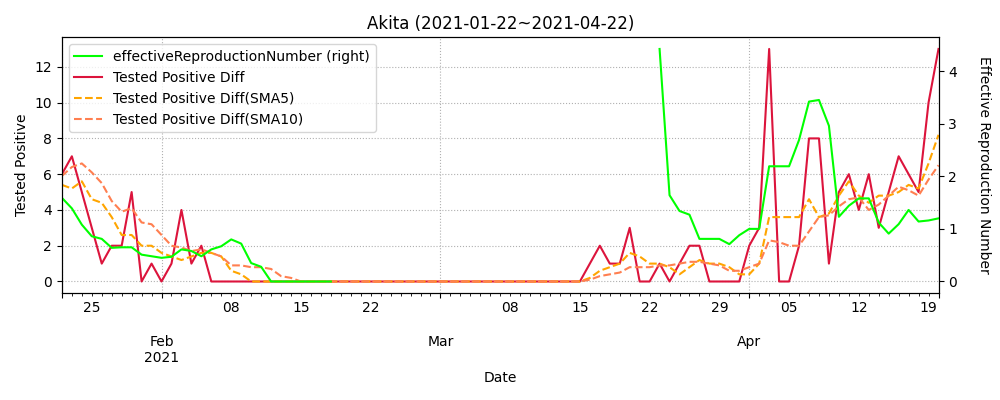 Akita (2021-01-22~2021-04-22)
effectiveReproductionNumber (right)
Tested Positive Diff
Tested Positive Diff(SMA5)
Tested Positive Diff(SMA10)
Tested Positive
12
10
8
6
4
2
0
Effective Reproduction Number
4
3
2
1
0
25 08 15 22 08 15 22 29 05 12 19
Feb Mar Apr
2021
Date